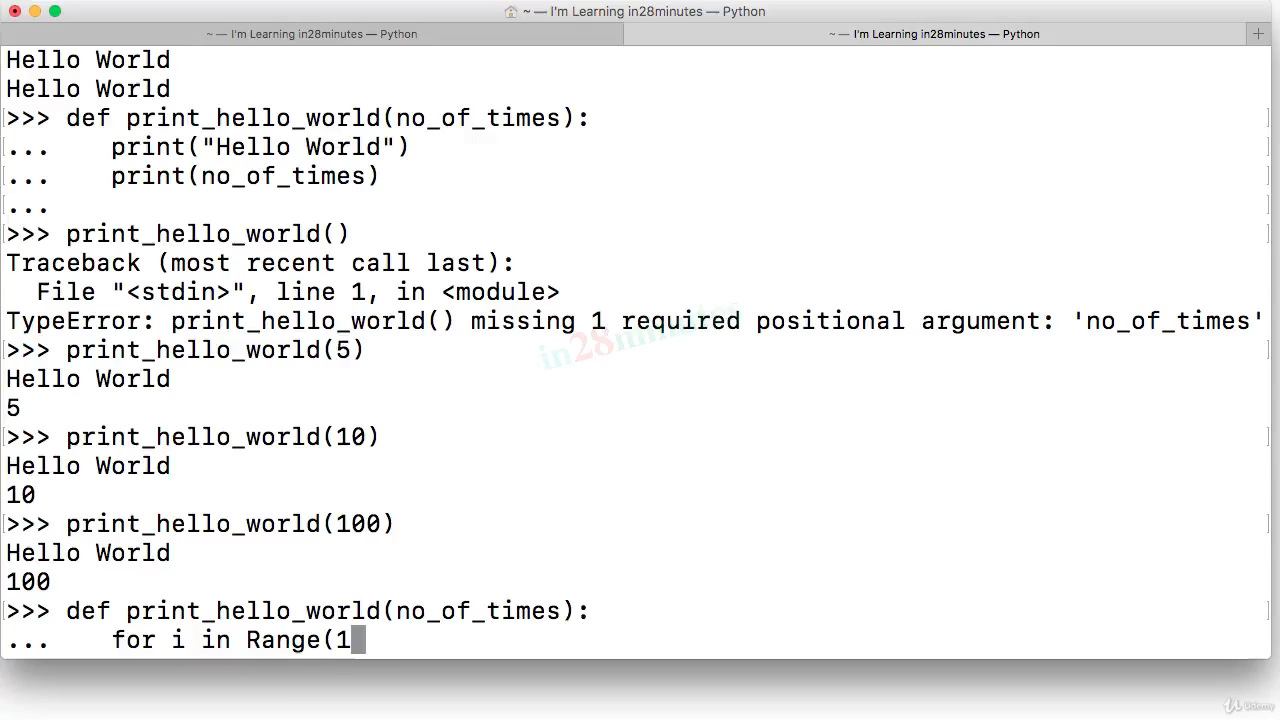 ~ — I'm Learning in28minutes — Python
~ — I'm Learning in28minutes — Python ~ — I'm Learning in28minutes — Python
Hello World
Hello World
>>> def print_hello_world(no_of_times):
...    print("Hello World")
...    print(no_of_times)
...
>>> print_hello_world()
Traceback (most recent call last):
  File "<stdin>", line 1, in <module>
TypeError: print_hello_world() missing 1 required positional argument: 'no_of_times'
>>> print_hello_world(5)
Hello World
5
>>> print_hello_world(10)
Hello World
10
>>> print_hello_world(100)
Hello World
100
>>> def print_hello_world(no_of_times):
...    for i in Range(1
in28minutes
Udemy